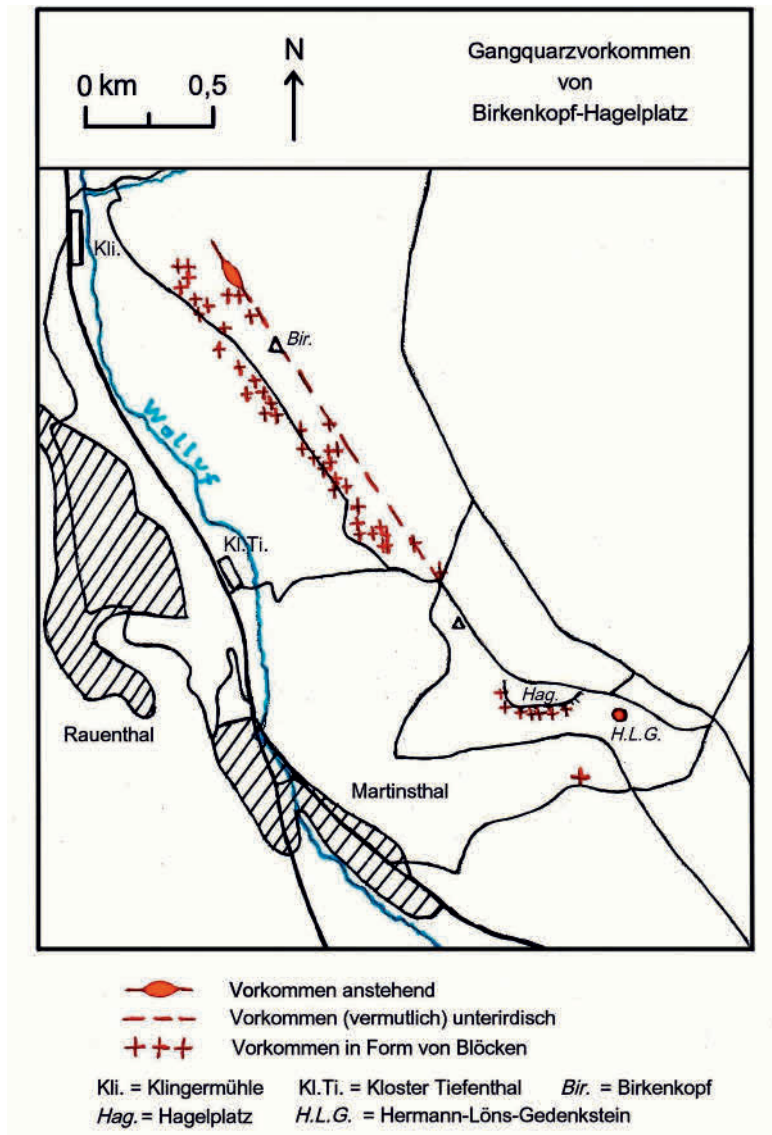 0 km 0,5
N
Gangquarzvorkommen
von
Birkenkopf-Hagelplatz
Kli.
Bir.
Walluf
Kl.Ti.
Hag.
H.L.G.
Rauenthal
Martinsthal
Vorkommen anstehend
Vorkommen (vermutlich) unterirdisch
Vorkommen in Form von Blöcken
Kli. = Klingermühle Kl.Ti. = Kloster Tiefenthal Bir. = Birkenkopf
Hag. = Hagelplatz H.L.G. = Hermann-Löns-Gedenkstein